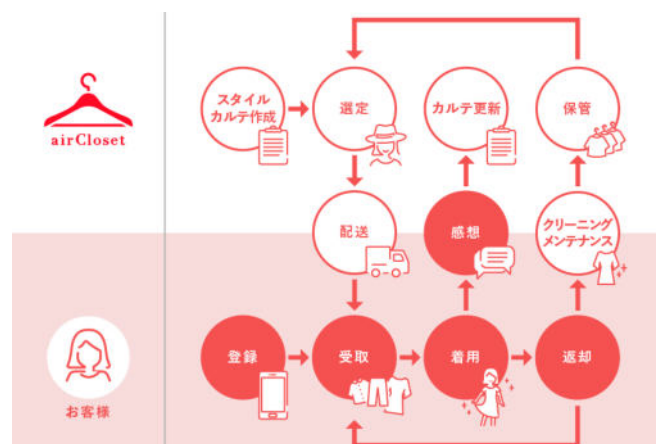 airCloset
スタイル
カルテ作成
選定
カルテ更新
保管
配送
感想
クリーニング
メンテナンス
お客様
登録
受取
着用
返却